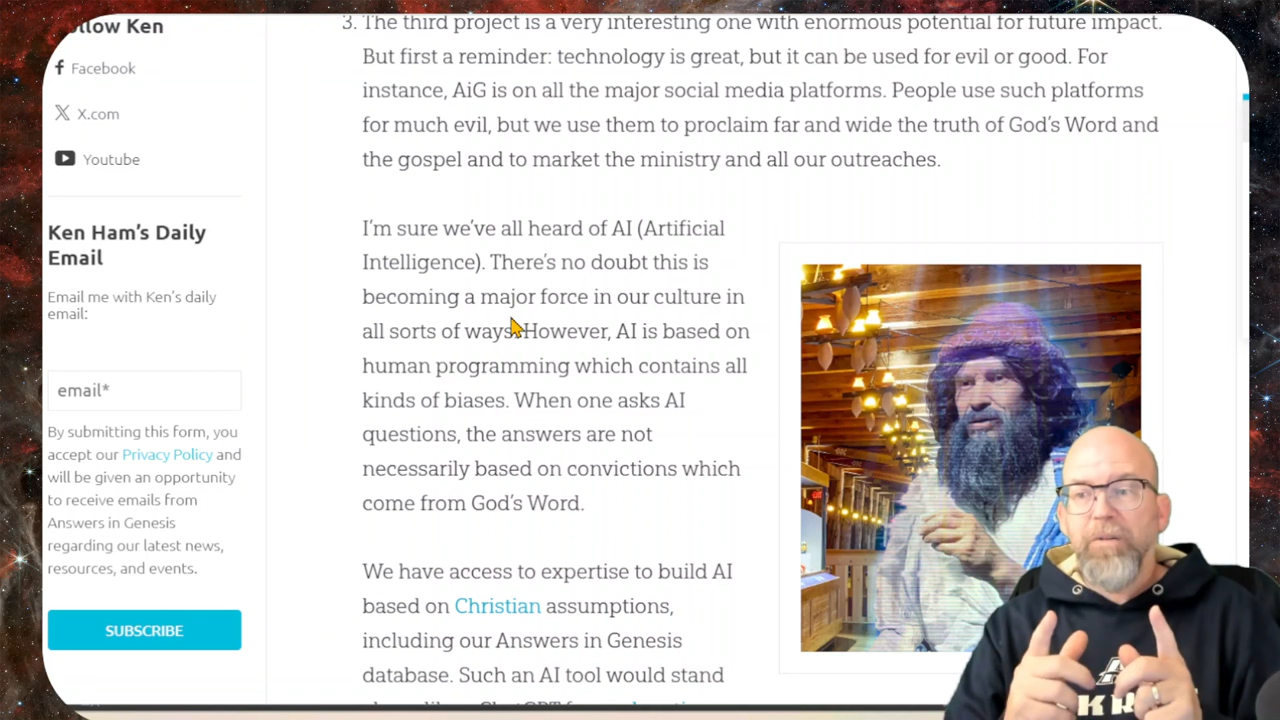 ollow Ken
Facebook
X.com
Youtube
Ken Ham's Daily
Email
Email me with Ken's daily
email:
email*
By submitting this form, you
accept our Privacy Policy and
will be given an opportunity
to receive emails from
Answers in Genesis
regarding our latest news,
resources, and events.
SUBSCRIBE
3. The third project is a very interesting one with enormous potential for future impact.
But first a reminder: technology is great, but it can be used for evil or good. For
instance, AiG is on all the major social media platforms. People use such platforms
for much evil, but we use them to proclaim far and wide the truth of God's Word and
the gospel and to market the ministry and all our outreaches.
I'm sure we've all heard of AI (Artificial
Intelligence). There's no doubt this is
becoming a major force in our culture in
all sorts of ways. However, AI is based on
human programming which contains all
kinds of biases. When one asks AI
questions, the answers are not
necessarily based on convictions which
come from God's Word.
We have access to expertise to build AI
based on Christian assumptions,
including our Answers in Genesis
database. Such an AI tool would stand